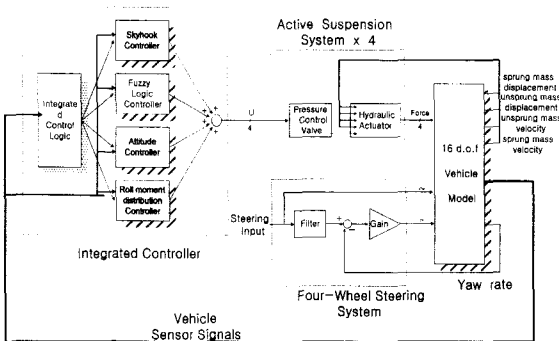 Active Suspension
System x 4
Skyhook
Controller
Fuzzy
Logic
Controller
Attitude
Controller
Roll moment
distribution
Controller
Integrate
d Control
Logic
U
4
Pressure
Control
Valve
Hydraulic
Actuator
Force
4
16 d.o.f
Vehicle
Model
sprung mass
displacement
unsprung mass
displacement
unsprung mass
velocity
sprung mass
velocity
Steering
Input
Filter
Gain
Integrated Controller
Yaw rate
Four-Wheel Steering
System
Vehicle
Sensor Signals